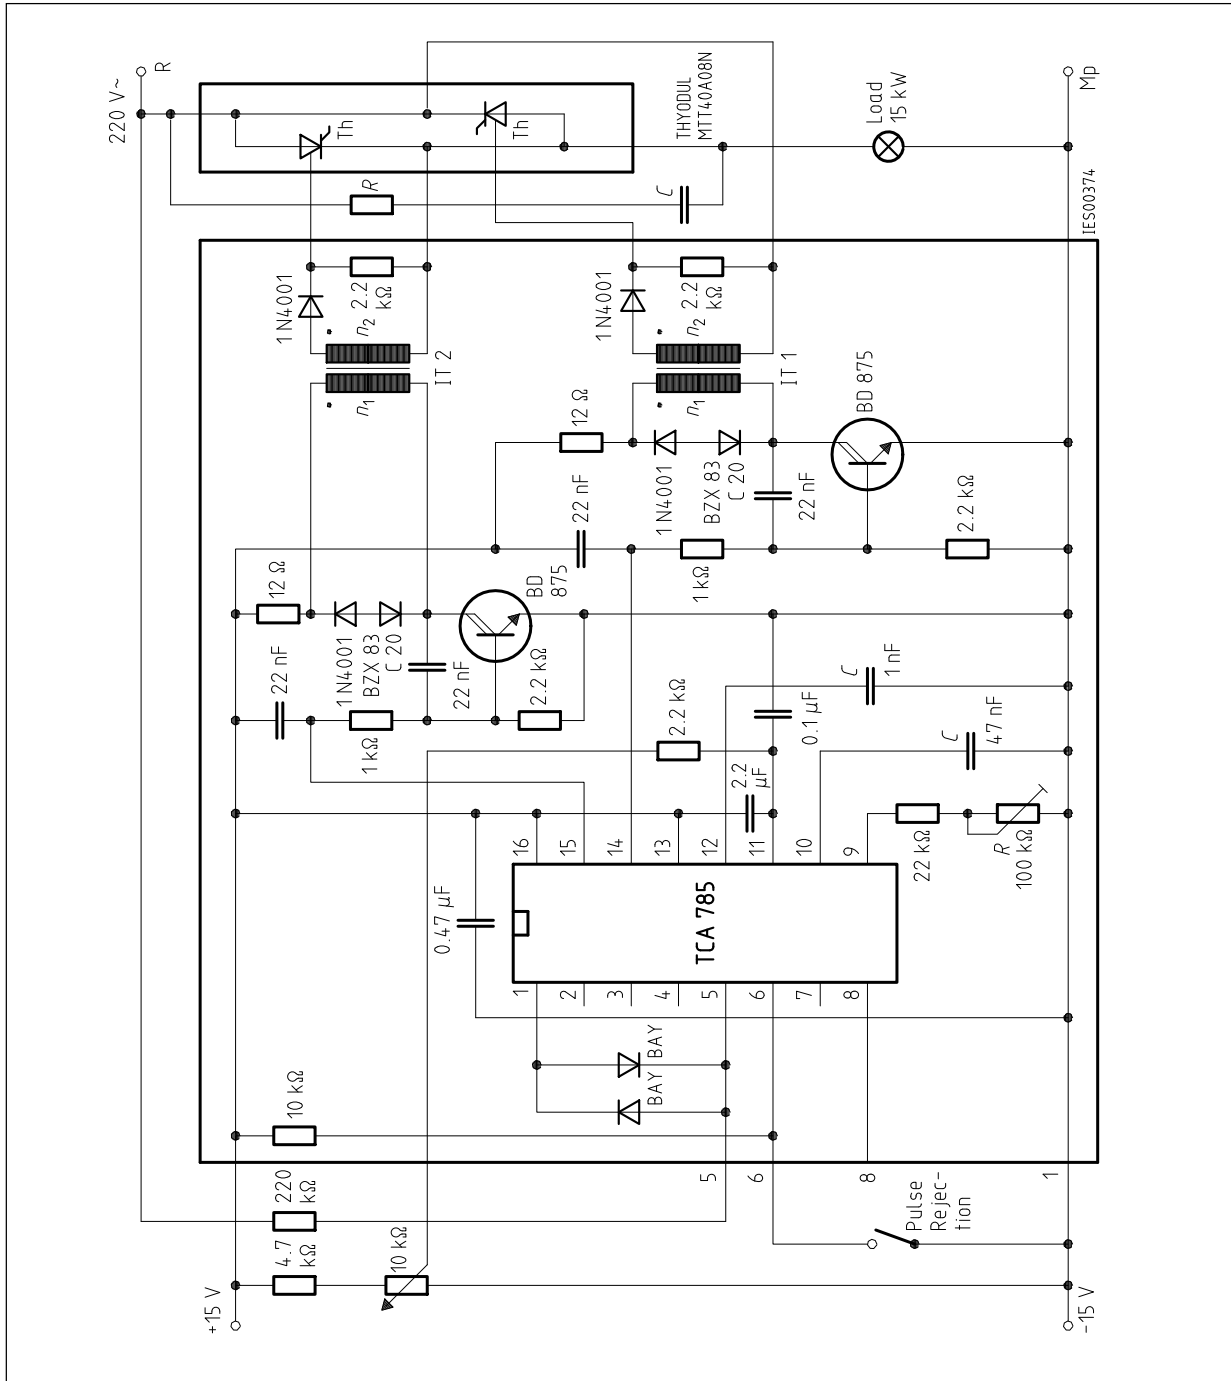 220 V~
R
Th
Th
THYODUL
MTT40A08N
R
C
Load
15 kW
Mp
IES00374
1N4001
2.2
kΩ
n1
n2
IT 2
1N4001
2.2
kΩ
n1
n2
IT 1
12 Ω
1N4001
BZX 83
C 20
22 nF
BD 875
12 Ω
22 nF
1kΩ
22 nF
2.2 kΩ
22 nF
1N4001
BZX 83
C 20
1kΩ
22 nF
BD
875
2.2 kΩ
2.2 kΩ
0.1 µF
C
1 nF
C
47 nF
2.2
µF
0.47 µF
16
15
14
13
12
11
10
9
TCA 785
1
2
3
4
5
6
7
8
22 kΩ
R
100 kΩ
BAY
BAY
10 kΩ
5
6
8
1
220
kΩ
4.7
kΩ
10 kΩ
Pulse
Rejec-
tion
+15 V
-15 V